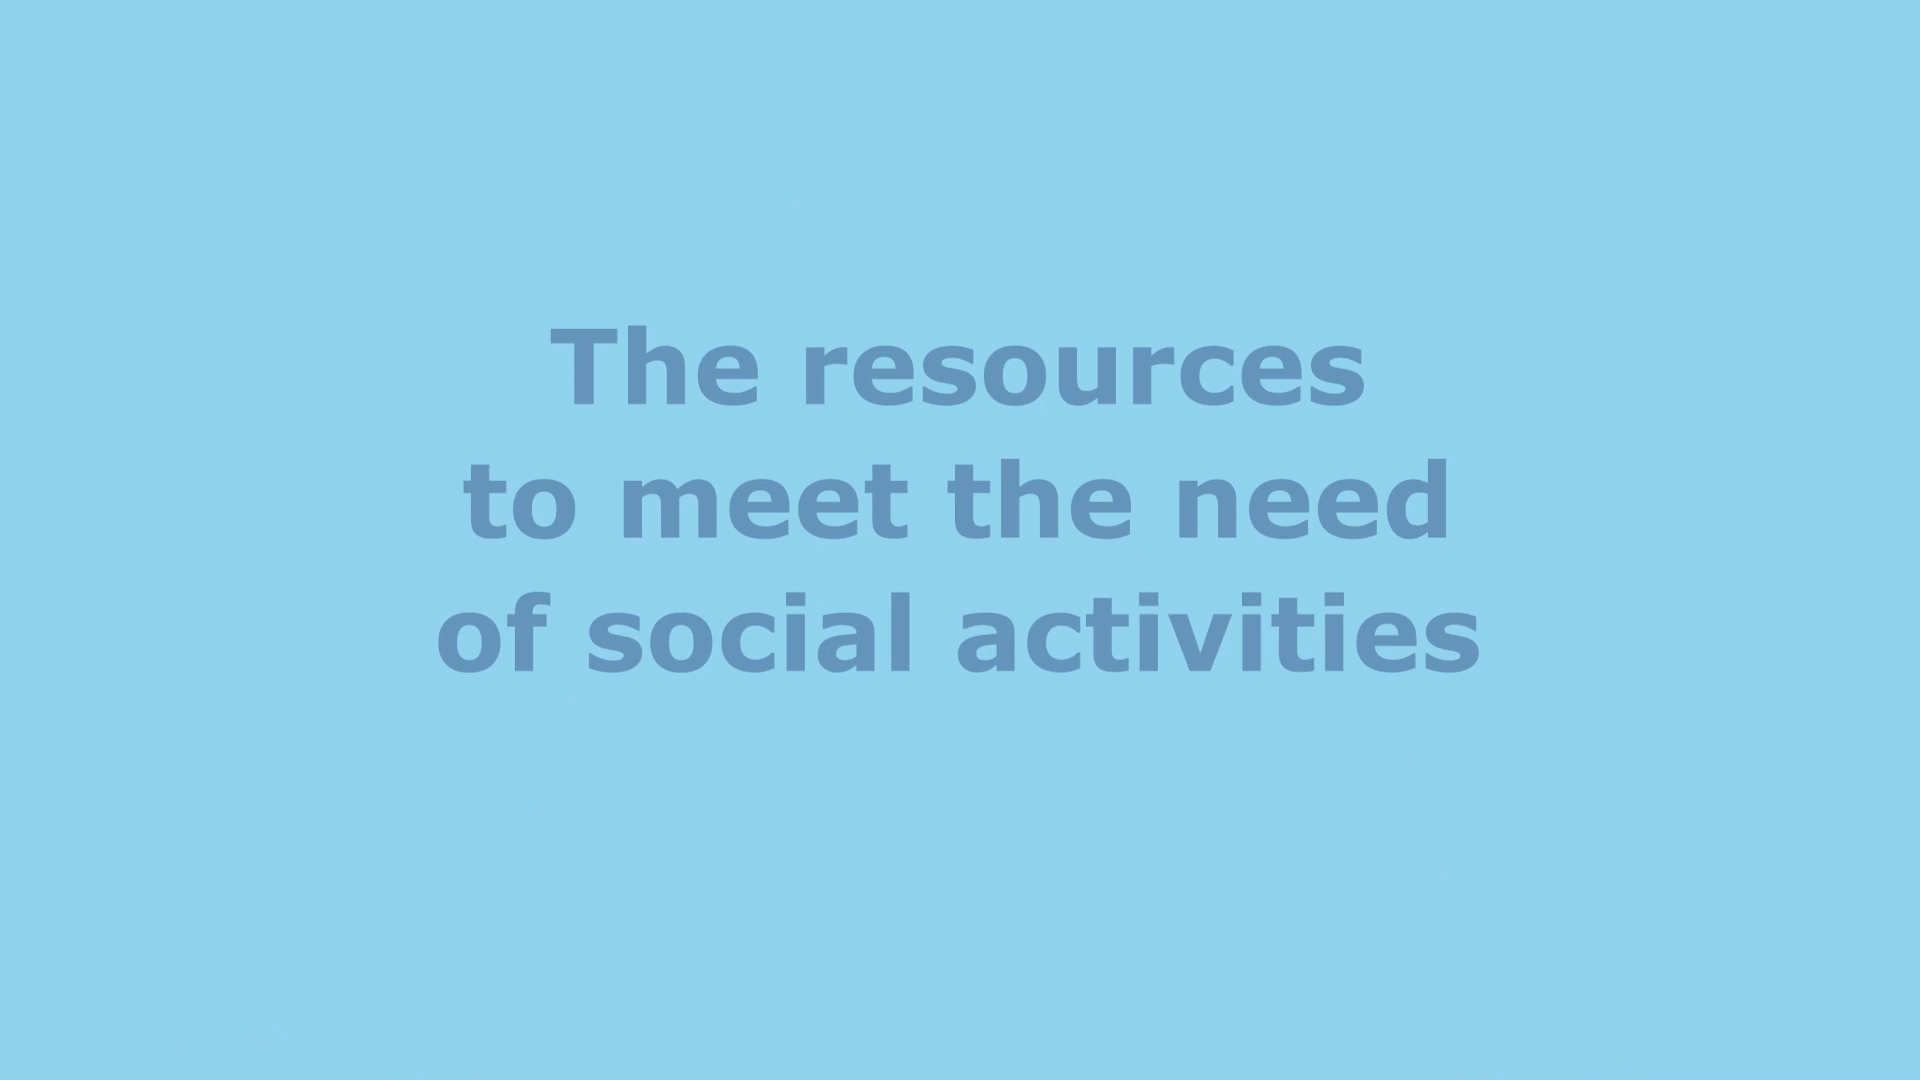 The resources
to meet the need
of social activities